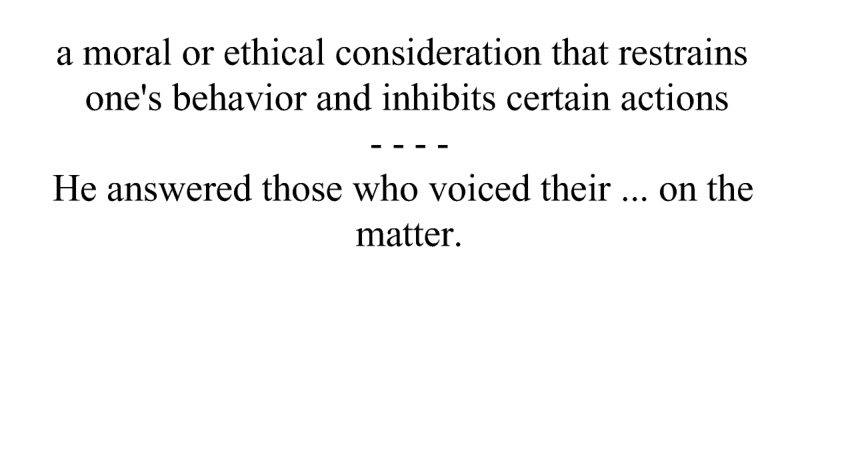 a moral or ethical consideration that restrains
one's behavior and inhibits certain actions
- - - -
He answered those who voiced their ... on the
matter.